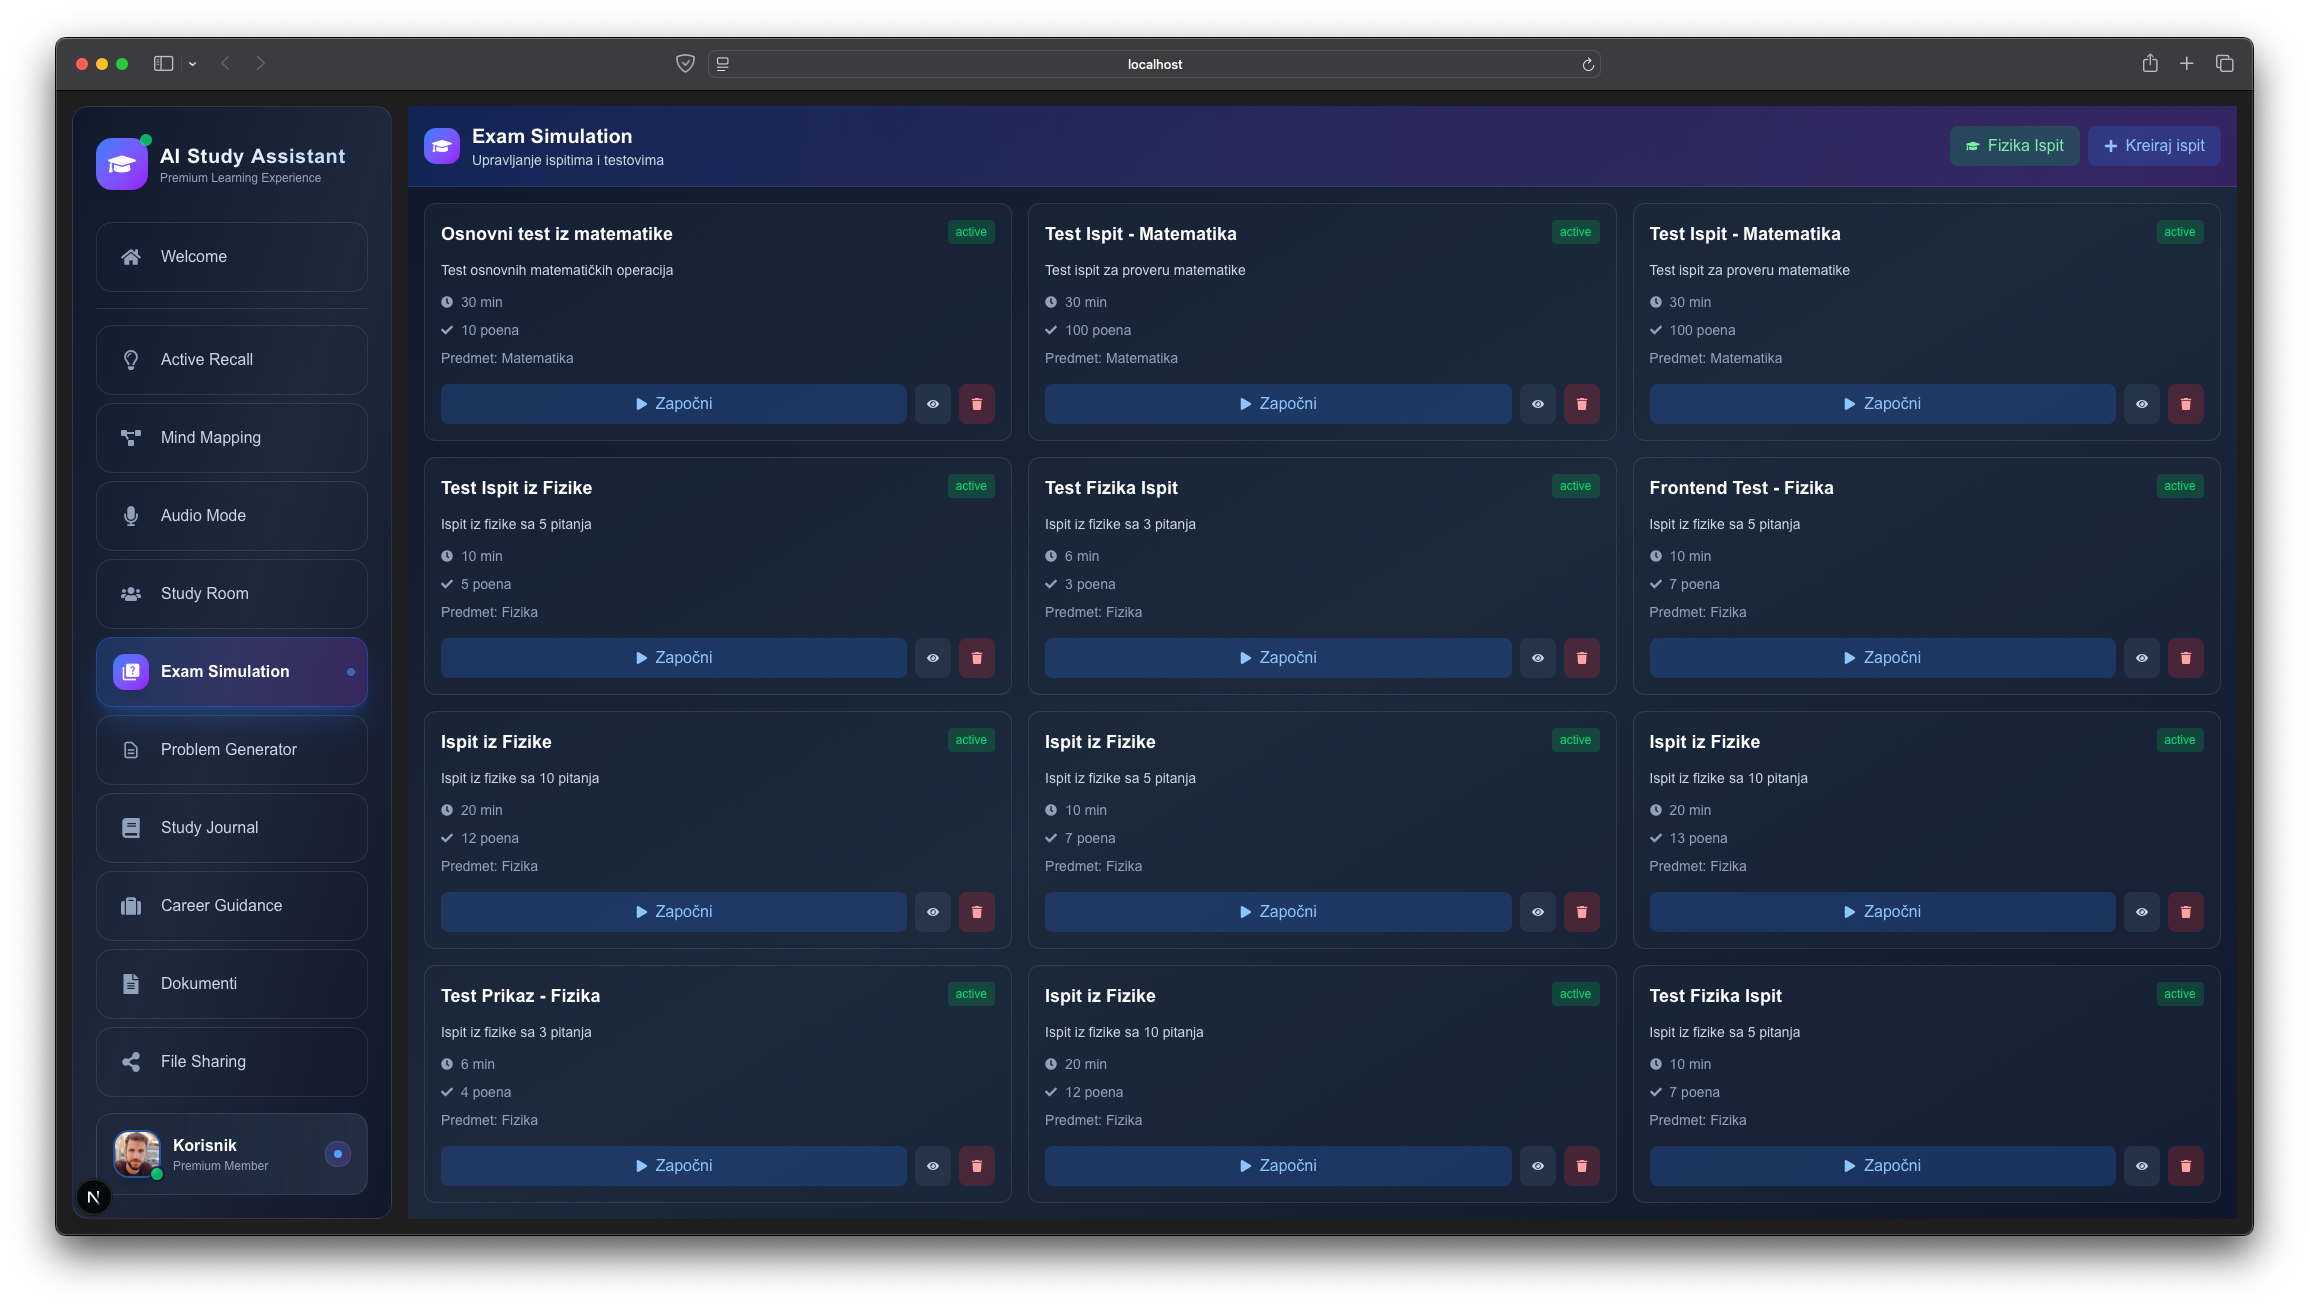 localhost
AI Study Assistant
Premium Learning Experience
Welcome
Active Recall
Mind Mapping
Audio Mode
Study Room
Exam Simulation
Problem Generator
Study Journal
Career Guidance
Dokumenti
File Sharing
Korisnik
Premium Member
N
Exam Simulation
Upravljanje ispitima i testovima
Fizika Ispit
Kreiraj ispit
Osnovni test iz matematike
active
Test osnovnih matematičkih operacija
30 min
10 poena
Predmet: Matematika
Započni
Test Ispit - Matematika
active
Test ispit za proveru matematike
30 min
100 poena
Predmet: Matematika
Započni
Test Ispit - Matematika
active
Test ispit za proveru matematike
30 min
100 poena
Predmet: Matematika
Započni
Test Ispit iz Fizike
active
Ispit iz fizike sa 5 pitanja
10 min
5 poena
Predmet: Fizika
Započni
Test Fizika Ispit
active
Ispit iz fizike sa 3 pitanja
6 min
3 poena
Predmet: Fizika
Započni
Frontend Test - Fizika
active
Ispit iz fizike sa 5 pitanja
10 min
7 poena
Predmet: Fizika
Započni
Ispit iz Fizike
active
Ispit iz fizike sa 10 pitanja
20 min
12 poena
Predmet: Fizika
Započni
Ispit iz Fizike
active
Ispit iz fizike sa 5 pitanja
10 min
7 poena
Predmet: Fizika
Započni
Ispit iz Fizike
active
Ispit iz fizike sa 10 pitanja
20 min
13 poena
Predmet: Fizika
Započni
Test Prikaz - Fizika
active
Ispit iz fizike sa 3 pitanja
6 min
4 poena
Predmet: Fizika
Započni
Ispit iz Fizike
active
Ispit iz fizike sa 10 pitanja
20 min
12 poena
Predmet: Fizika
Započni
Test Fizika Ispit
active
Ispit iz fizike sa 5 pitanja
10 min
7 poena
Predmet: Fizika
Započni